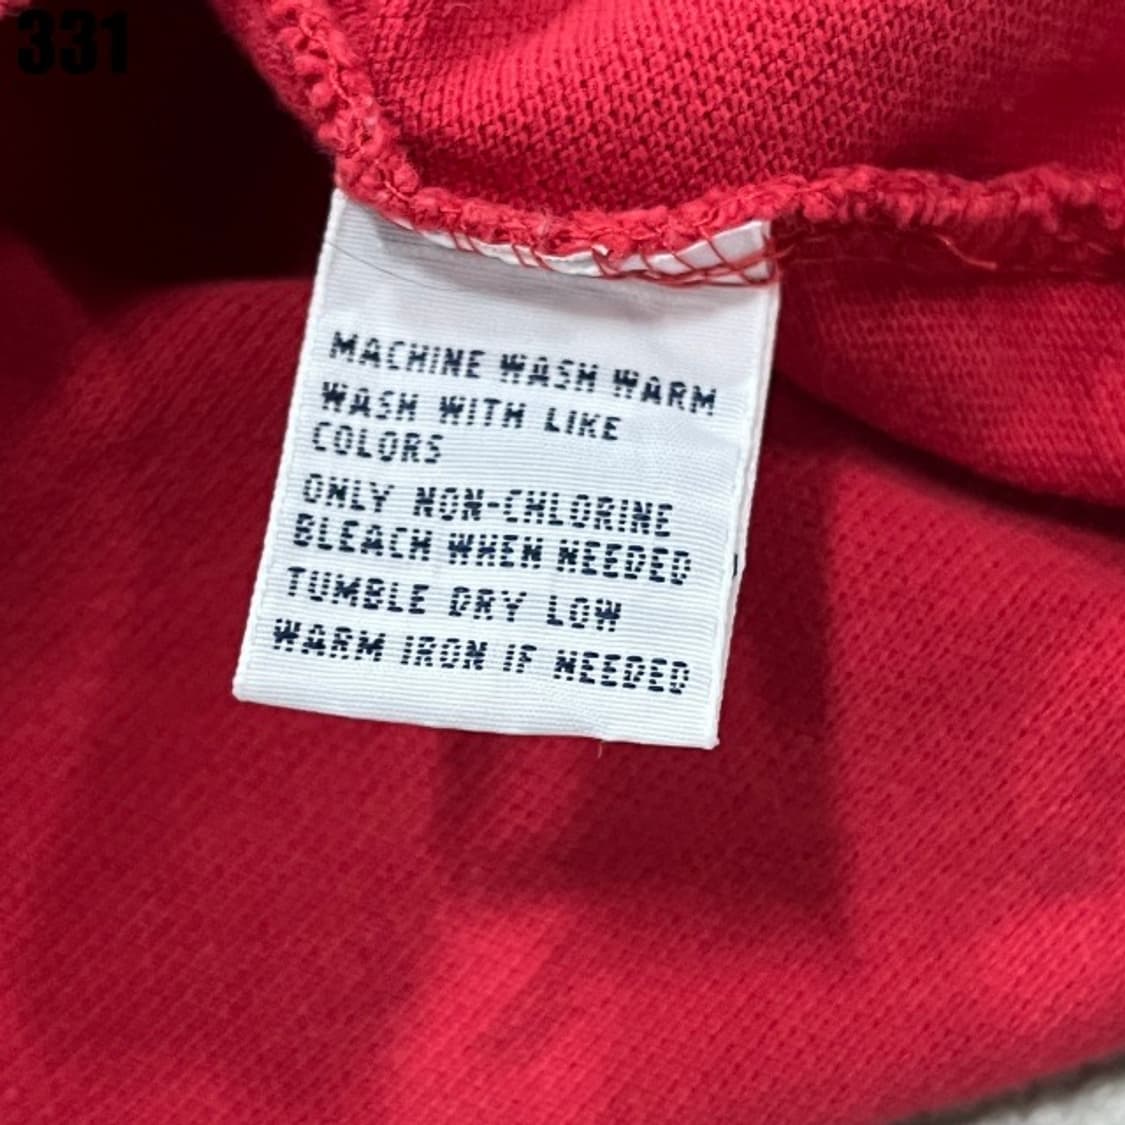 331
MACHINE WASH WARM
WASH WITH LIKE
COLORS
ONLY NON-CHLORINE
BLEACH WHEN NEEDED
TUMBLE DRY LOW
WARM IRON IF NEEDED